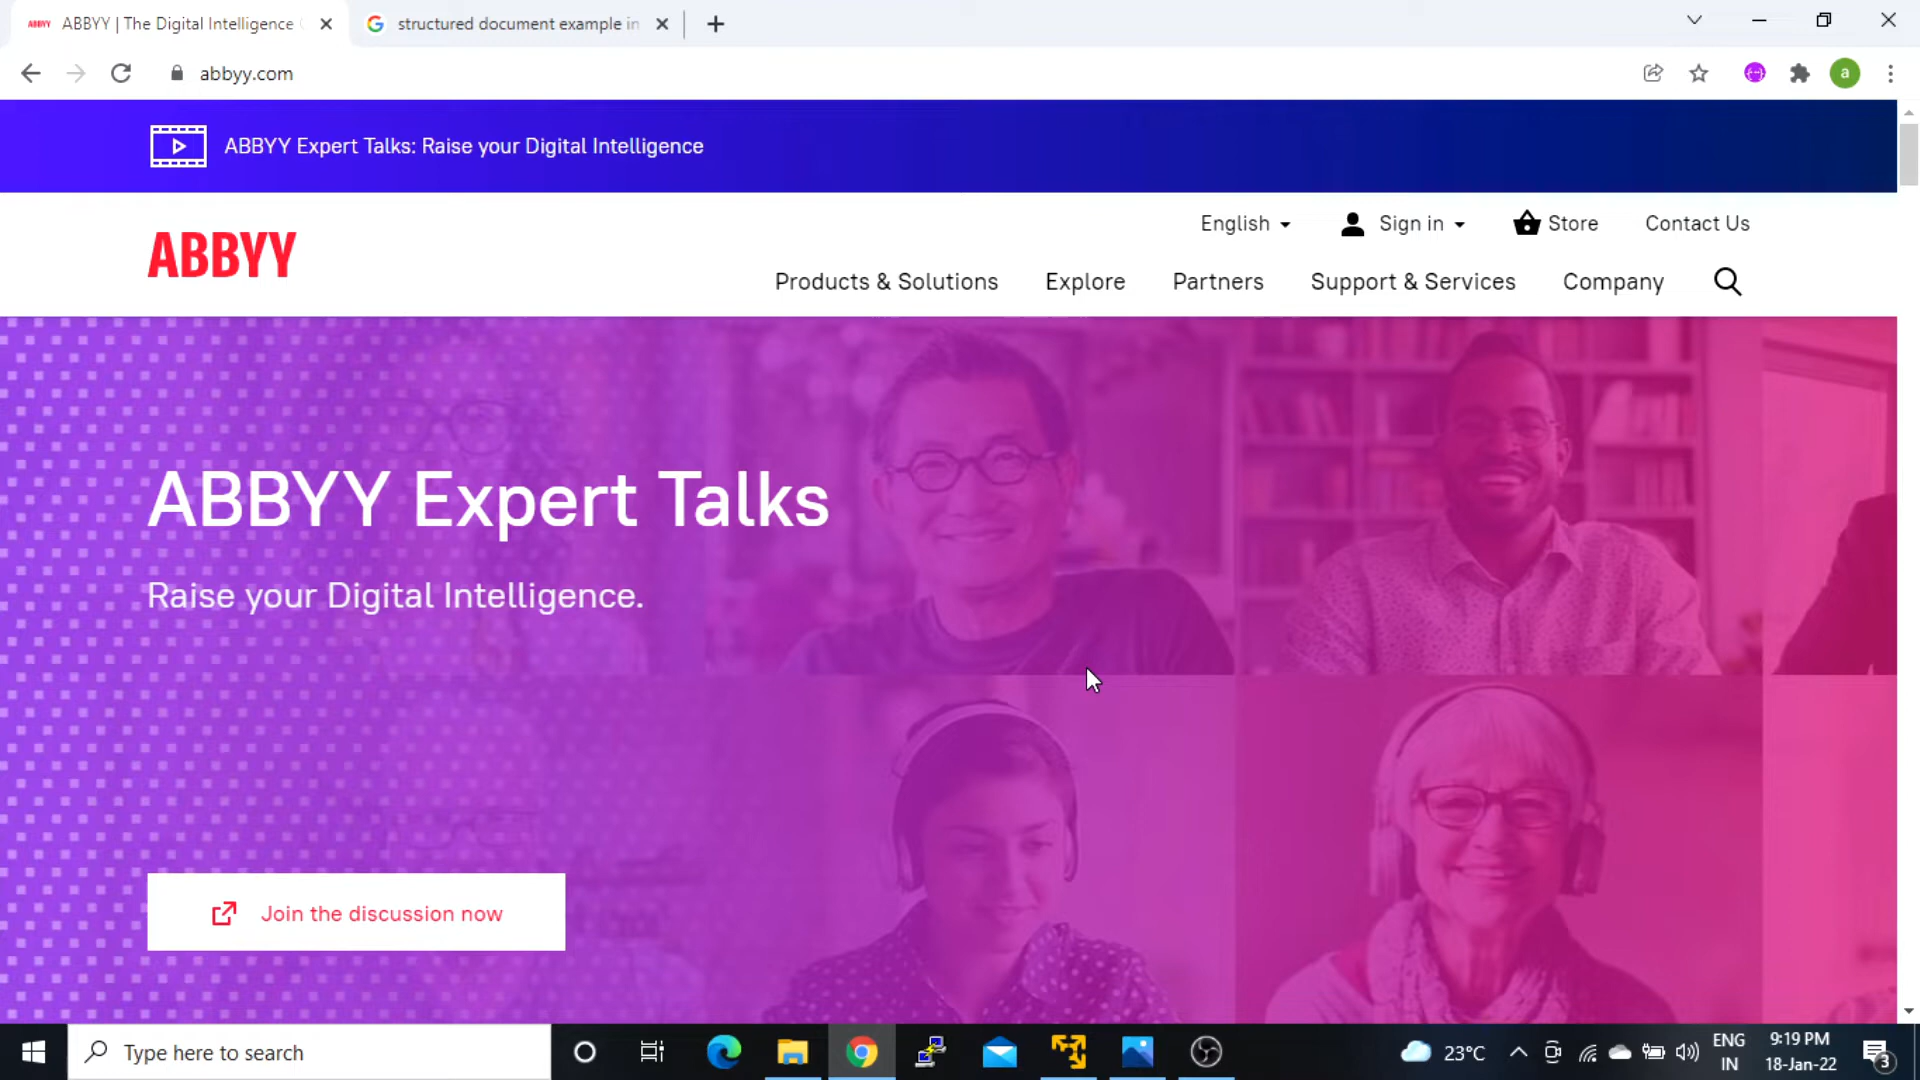 ABBYY
ABBYY | The Digital Intelligence
structured document example in
abbyy.com
a
ABBYY Expert Talks: Raise your Digital Intelligence
English
Sign in
Store
Contact Us
ABBYY
Products & Solutions
Explore
Partners
Support & Services
Company
ABBYY Expert Talks
Raise your Digital Intelligence.
Join the discussion now
Type here to search
23°C
ENG
IN
9:19 PM
18-Jan-22
3